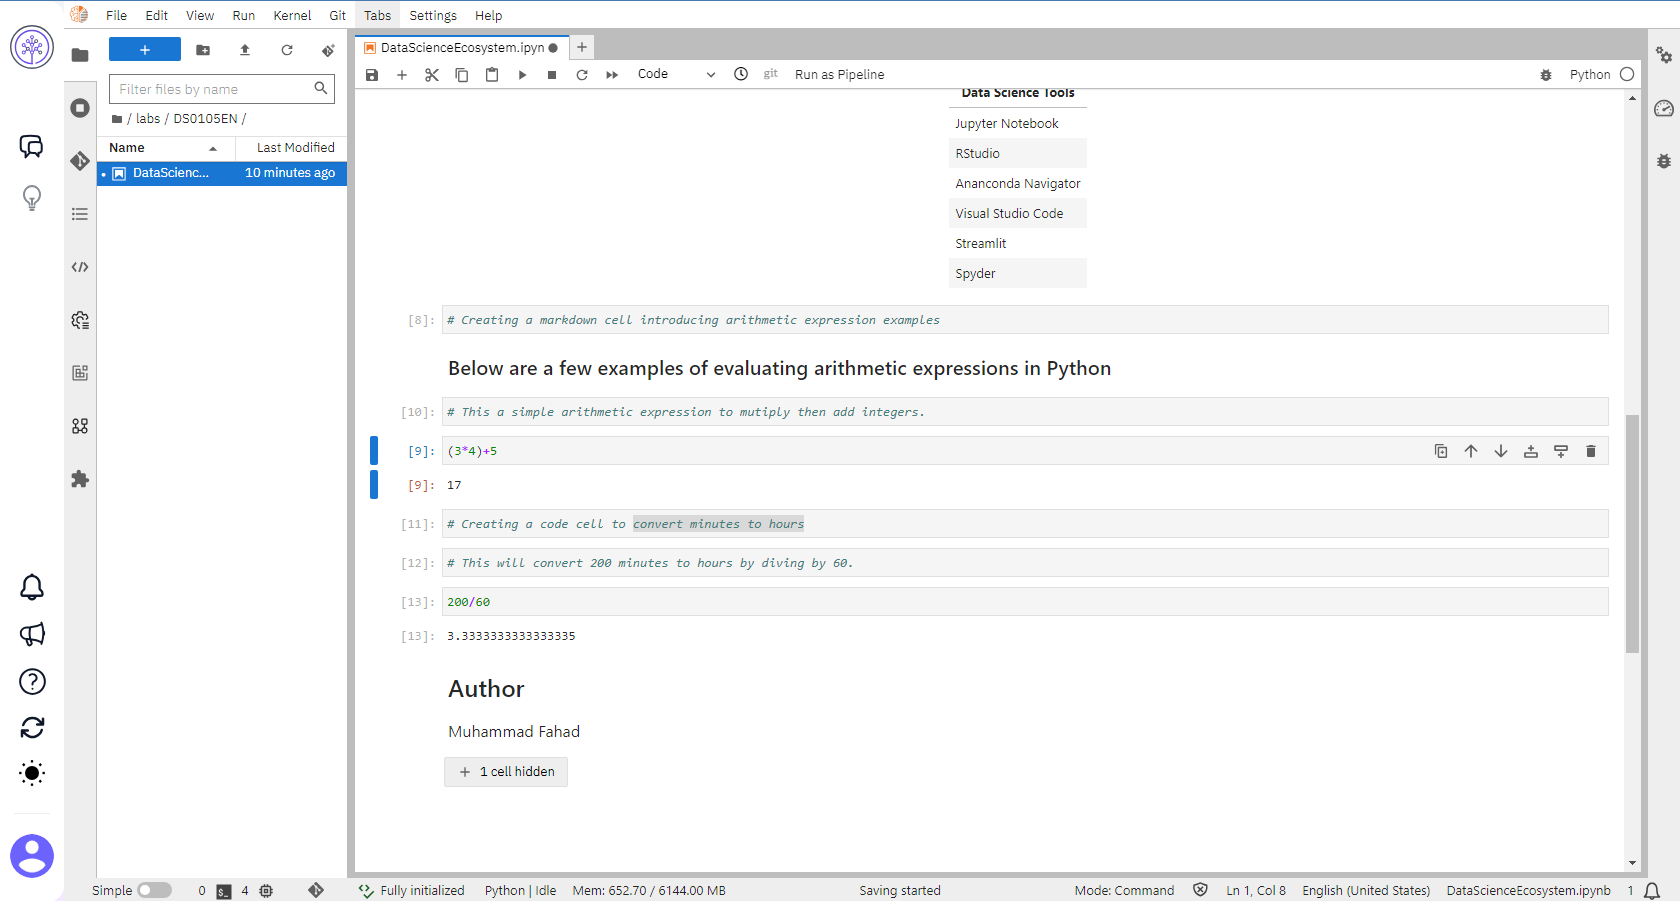 File Edit View Run Kernel Git Tabs Settings Help
Filter files by name
/ labs / DS0105EN /
Name Last Modified
DataScienc... 10 minutes ago
DataScienceEcosystem.ipyn
Code git Run as Pipeline Python
Data Science Tools
Jupyter Notebook
RStudio
Ananconda Navigator
Visual Studio Code
Streamlit
Spyder
[8]: # Creating a markdown cell introducing arithmetic expression examples
Below are a few examples of evaluating arithmetic expressions in Python
[10]: # This a simple arithmetic expression to mutiply then add integers.
[9]: (3*4)+5
[9]: 17
[11]: # Creating a code cell to convert minutes to hours
[12]: # This will convert 200 minutes to hours by diving by 60.
[13]: 200/60
[13]: 3.3333333333333335
Author
Muhammad Fahad
+ 1 cell hidden
Simple 0 4 Fully initialized Python | Idle Mem: 652.70 / 6144.00 MB Saving started Mode: Command Ln 1, Col 8 English (United States) DataScienceEcosystem.ipynb 1